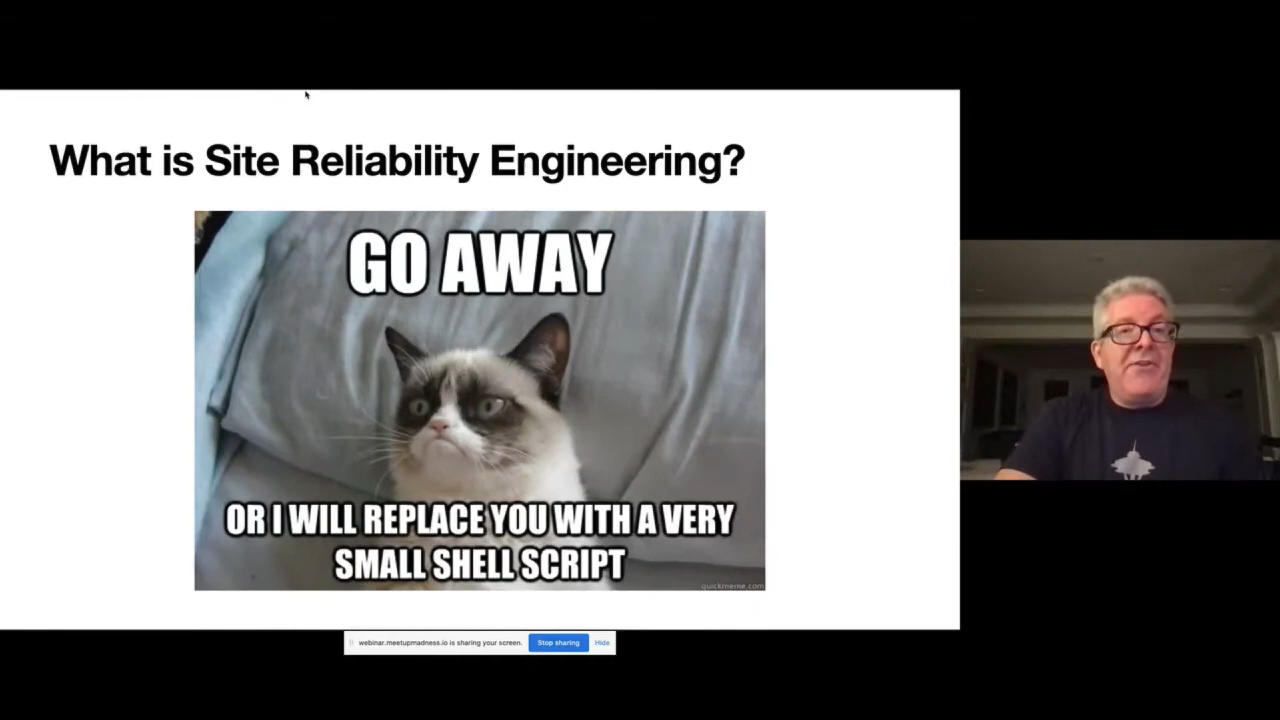 What is Site Reliability Engineering?
GO AWAY
OR I WILL REPLACE YOU WITH A VERY
SMALL SHELL SCRIPT
quickmeme.com
webinar.meetupmadness.io is sharing your screen.
Stop sharing
Hide